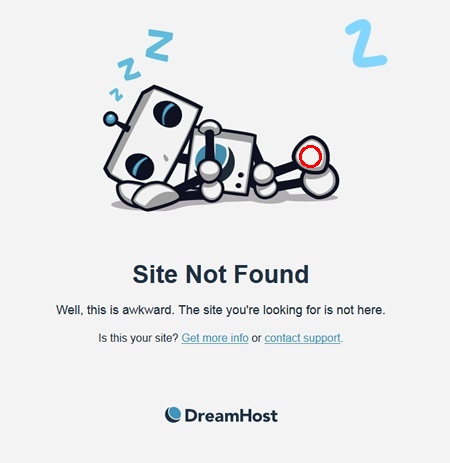 z z z Z
Z
Site Not Found
Well, this is awkward. The site you're looking for is not here.
Is this your site? Get more info or contact support.
DreamHost